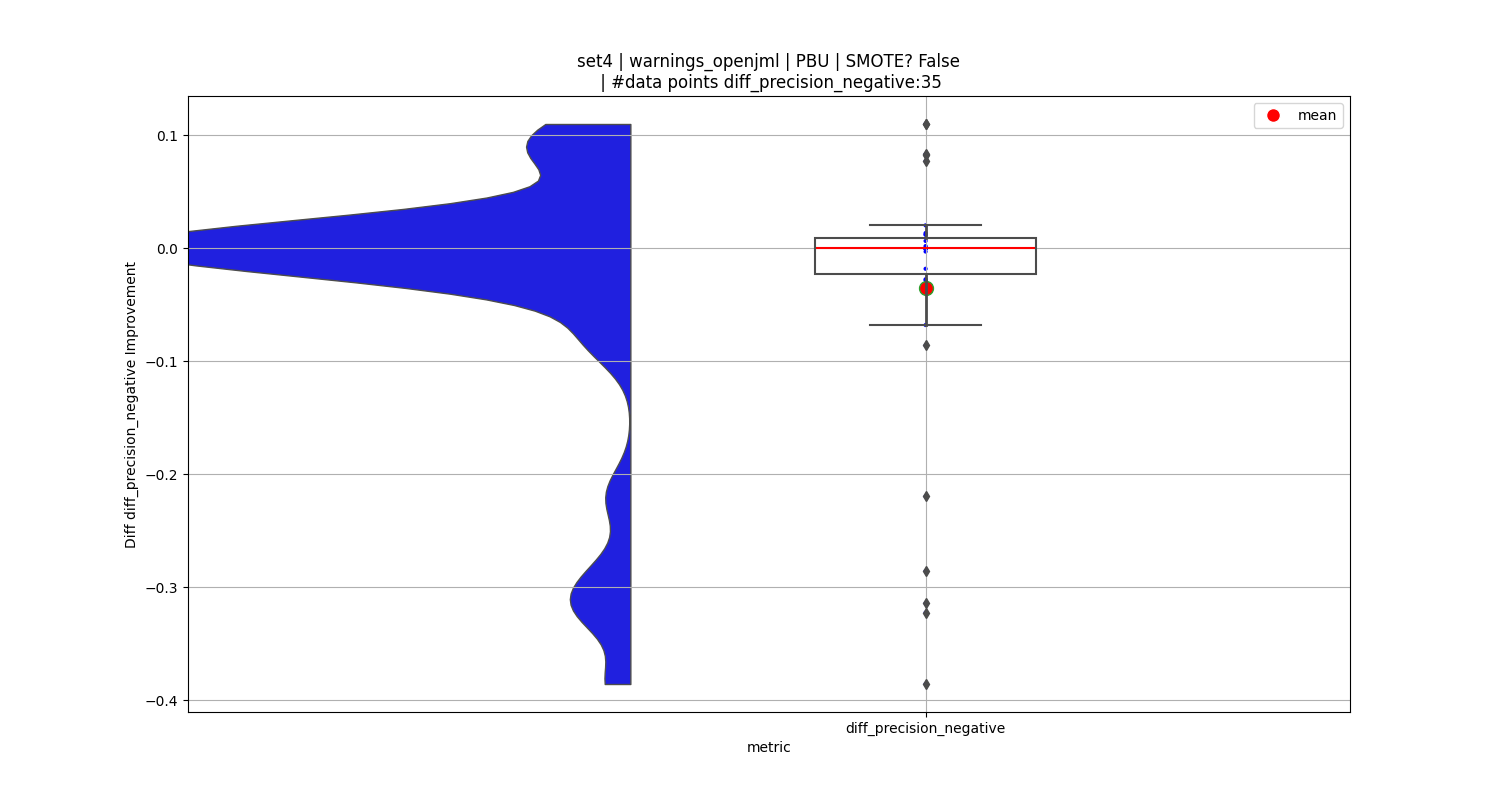 set4 | warnings_openjml | PBU | SMOTE? False
| #data points diff_precision_negative:35
mean
0.1
0.0
−0.1
−0.2
−0.3
−0.4
Diff diff_precision_negative Improvement
diff_precision_negative
metric